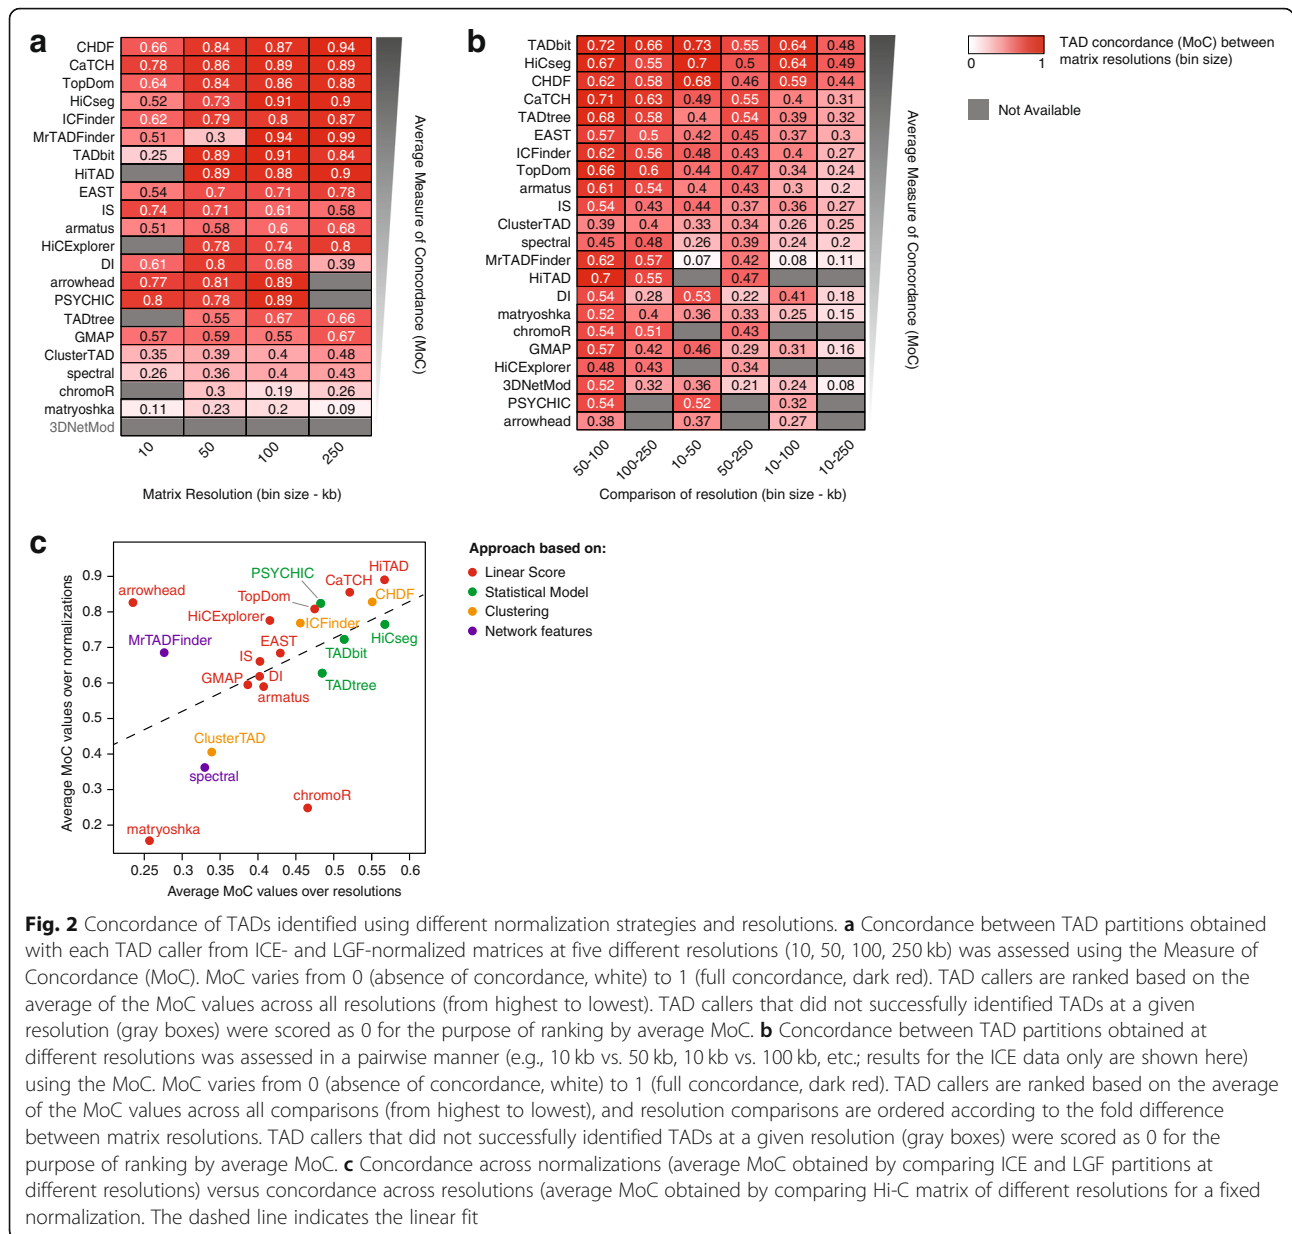 a
CHDF 0.66 0.84 0.87 0.94
CaTCH 0.78 0.86 0.89 0.89
TopDom 0.64 0.84 0.86 0.88
HiCseg 0.52 0.73 0.91 0.9
ICFinder 0.62 0.79 0.8 0.87
MrTADFinder 0.51 0.3 0.94 0.99
TADbit 0.25 0.89 0.91 0.84
HiTAD 0.89 0.88 0.9
EAST 0.54 0.7 0.71 0.78
IS 0.74 0.71 0.61 0.58
armatus 0.51 0.58 0.6 0.68
HiCExplorer 0.78 0.74 0.8
DI 0.61 0.8 0.68 0.39
arrowhead 0.77 0.81 0.89
PSYCHIC 0.8 0.78 0.89
TADtree 0.55 0.67 0.66
GMAP 0.57 0.59 0.55 0.67
ClusterTAD 0.35 0.39 0.4 0.48
spectral 0.26 0.36 0.4 0.43
chromoR 0.3 0.19 0.26
matryoshka 0.11 0.23 0.2 0.09
3DNetMod
10 50 100 250
Matrix Resolution (bin size - kb)
Average Measure of Concordance (MoC)
b
TADbit 0.72 0.66 0.73 0.55 0.64 0.48
HiCseg 0.67 0.55 0.7 0.5 0.64 0.49
CHDF 0.62 0.58 0.68 0.46 0.59 0.44
CaTCH 0.71 0.63 0.49 0.55 0.4 0.31
TADtree 0.68 0.58 0.4 0.54 0.39 0.32
EAST 0.57 0.5 0.42 0.45 0.37 0.3
ICFinder 0.62 0.56 0.48 0.43 0.4 0.27
TopDom 0.66 0.6 0.44 0.47 0.34 0.24
armatus 0.61 0.54 0.4 0.43 0.3 0.2
IS 0.54 0.43 0.44 0.37 0.36 0.27
ClusterTAD 0.39 0.4 0.33 0.34 0.26 0.25
spectral 0.45 0.48 0.26 0.39 0.24 0.2
MrTADFinder 0.62 0.57 0.07 0.42 0.08 0.11
HiTAD 0.7 0.55 0.47
DI 0.54 0.28 0.53 0.22 0.41 0.18
matryoshka 0.52 0.4 0.36 0.33 0.25 0.15
chromoR 0.54 0.51 0.43
GMAP 0.57 0.42 0.46 0.29 0.31 0.16
HiCExplorer 0.48 0.43 0.34
3DNetMod 0.52 0.32 0.36 0.21 0.24 0.08
PSYCHIC 0.54 0.52 0.32
arrowhead 0.38 0.37 0.27
50-100 100-250 10-50 50-250 10-100 10-250
Comparison of resolution (bin size - kb)
Average Measure of Concordance (MoC)
TAD concordance (MoC) between
matrix resolutions (bin size)
0 1
Not Available
c
Average MoC values over normalizations
0.9
0.8
0.7
0.6
0.5
0.4
0.3
0.2
HiTAD
PSYCHIC
CaTCH
arrowhead
TopDom
CHDF
HiCExplorer
ICFinder
HiCseg
MrTADFinder
EAST
TADbit
IS
GMAP
DI
TADtree
armatus
ClusterTAD
spectral
chromoR
matryoshka
0.25 0.3 0.35 0.4 0.45 0.5 0.55 0.6
Average MoC values over resolutions
Approach based on:
Linear Score
Statistical Model
Clustering
Network features
Fig. 2 Concordance of TADs identified using different normalization strategies and resolutions. a Concordance between TAD partitions obtained
with each TAD caller from ICE- and LGF-normalized matrices at five different resolutions (10, 50, 100, 250 kb) was assessed using the Measure of
Concordance (MoC). MoC varies from 0 (absence of concordance, white) to 1 (full concordance, dark red). TAD callers are ranked based on the
average of the MoC values across all resolutions (from highest to lowest). TAD callers that did not successfully identified TADs at a given
resolution (gray boxes) were scored as 0 for the purpose of ranking by average MoC. b Concordance between TAD partitions obtained at
different resolutions was assessed in a pairwise manner (e.g., 10 kb vs. 50 kb, 10 kb vs. 100 kb, etc.; results for the ICE data only are shown here)
using the MoC. MoC varies from 0 (absence of concordance, white) to 1 (full concordance, dark red). TAD callers are ranked based on the average
of the MoC values across all comparisons (from highest to lowest), and resolution comparisons are ordered according to the fold difference
between matrix resolutions. TAD callers that did not successfully identified TADs at a given resolution (gray boxes) were scored as 0 for the
purpose of ranking by average MoC. c Concordance across normalizations (average MoC obtained by comparing ICE and LGF partitions at
different resolutions) versus concordance across resolutions (average MoC obtained by comparing Hi-C matrix of different resolutions for a fixed
normalization. The dashed line indicates the linear fit